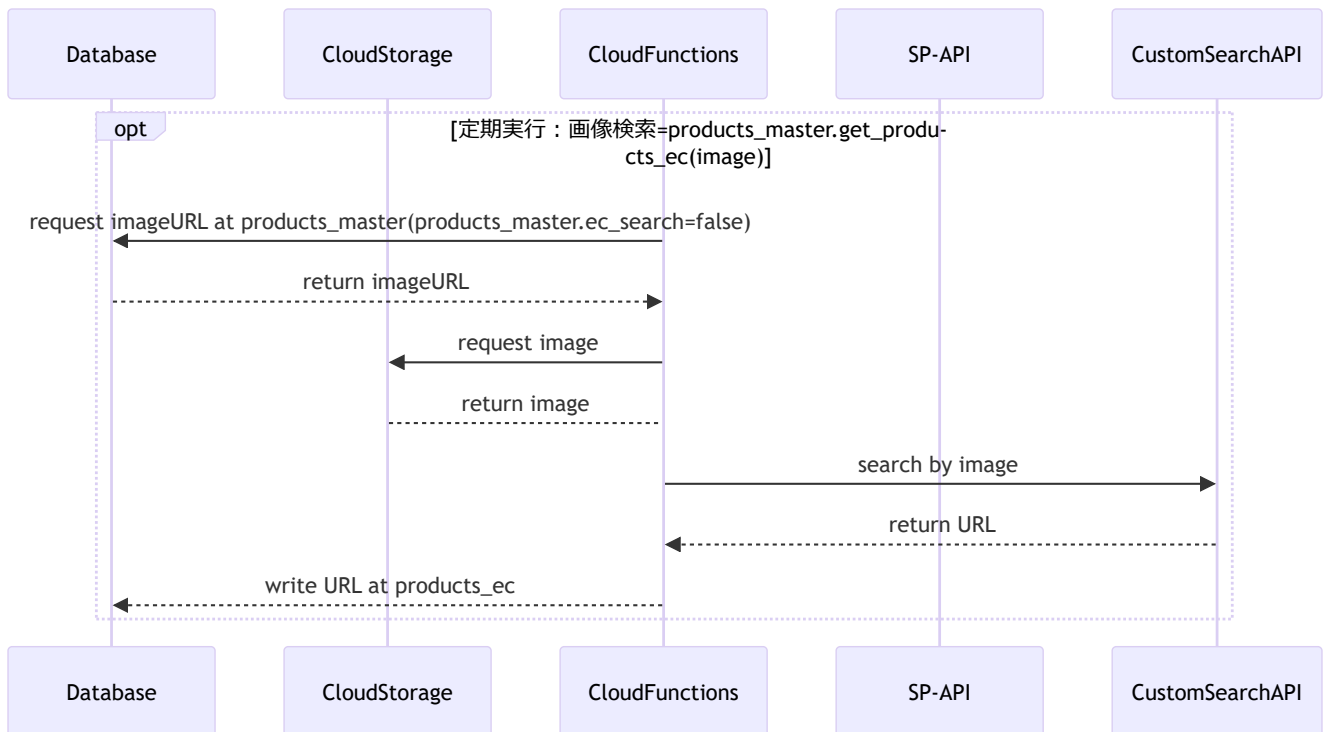 Database
CloudStorage
CloudFunctions
SP-API
CustomSearchAPI
opt
[定期実行：画像検索=products_master.get_produ-
cts_ec(image)]
request imageURL at products_master(products_master.ec_search=false)
return imageURL
request image
return image
search by image
return URL
write URL at products_ec
Database
CloudStorage
CloudFunctions
SP-API
CustomSearchAPI